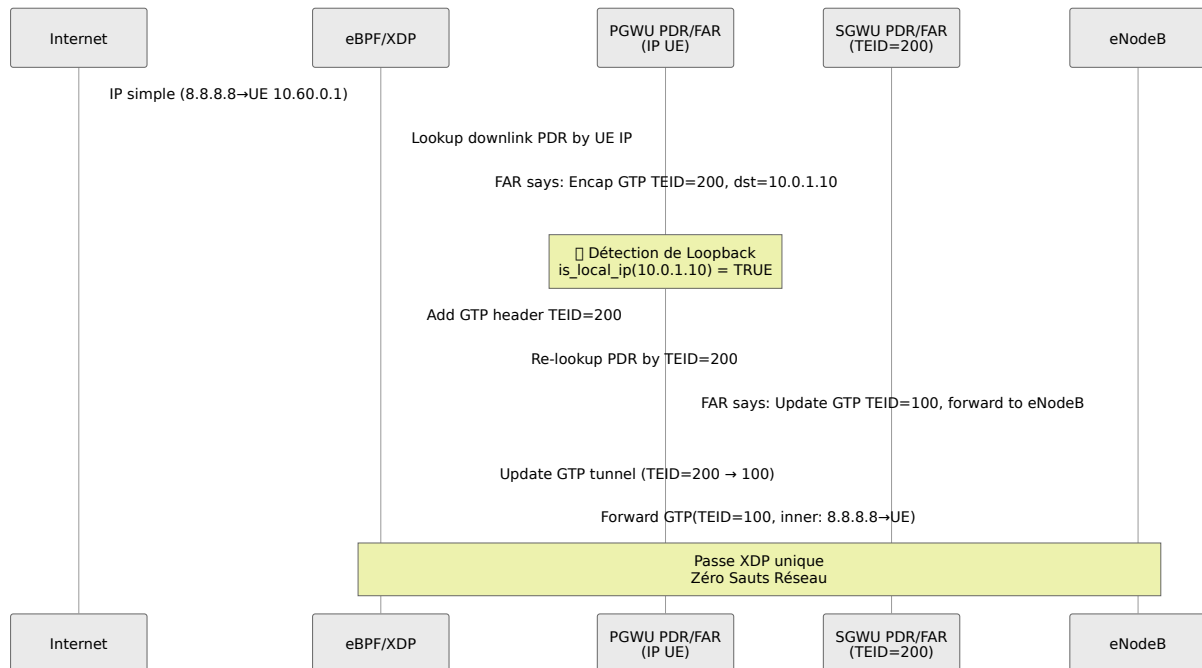 Internet
eBPF/XDP
PGWU PDR/FAR
(IP UE)
SGWU PDR/FAR
(TEID=200)
eNodeB
IP simple (8.8.8.8→UE 10.60.0.1)
Lookup downlink PDR by UE IP
FAR says: Encap GTP TEID=200, dst=10.0.1.10
Détection de Loopback
is_local_ip(10.0.1.10) = TRUE
Add GTP header TEID=200
Re-lookup PDR by TEID=200
FAR says: Update GTP TEID=100, forward to eNodeB
Update GTP tunnel (TEID=200 → 100)
Forward GTP(TEID=100, inner: 8.8.8.8→UE)
Passe XDP unique
Zéro Sauts Réseau
Internet
eBPF/XDP
PGWU PDR/FAR
(IP UE)
SGWU PDR/FAR
(TEID=200)
eNodeB